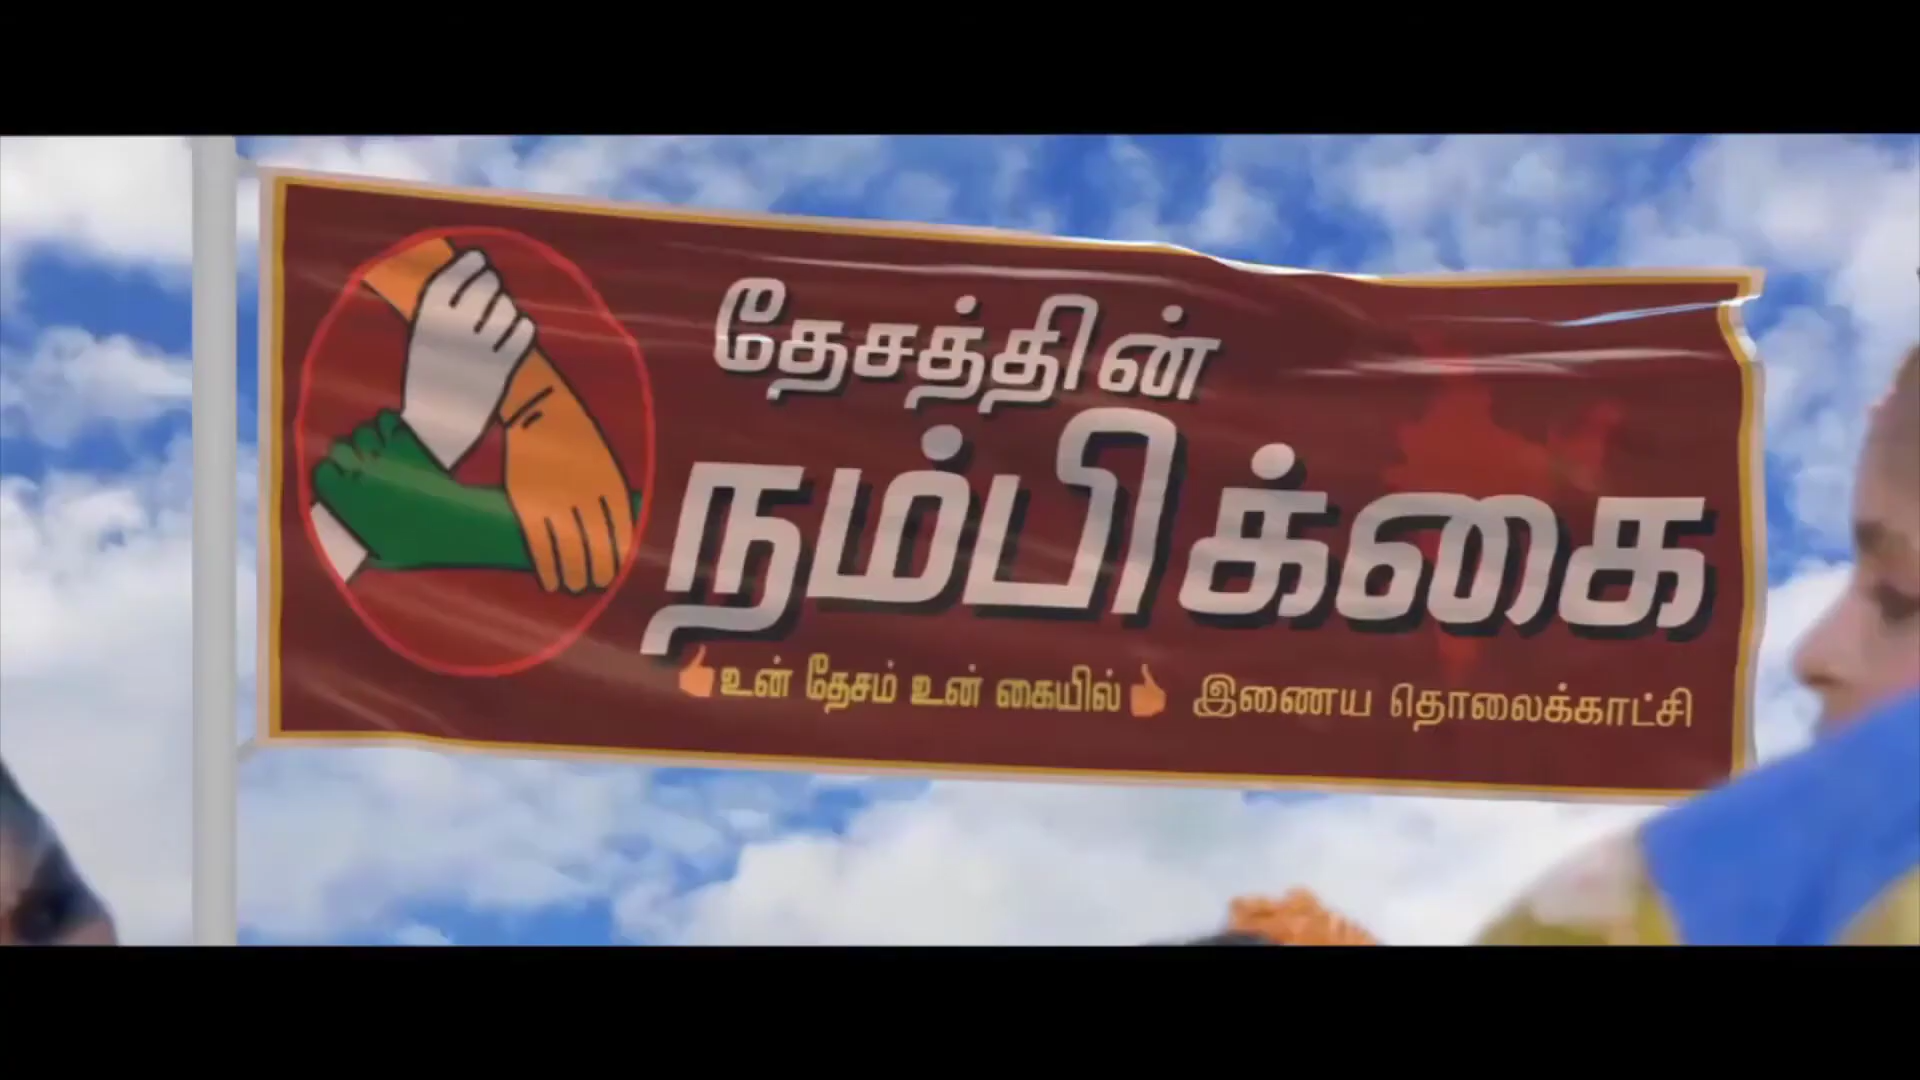 தேசத்தின்
நம்பிக்கை
உன் தேசம் உன் கையில் இணைய தொலைக்காட்சி